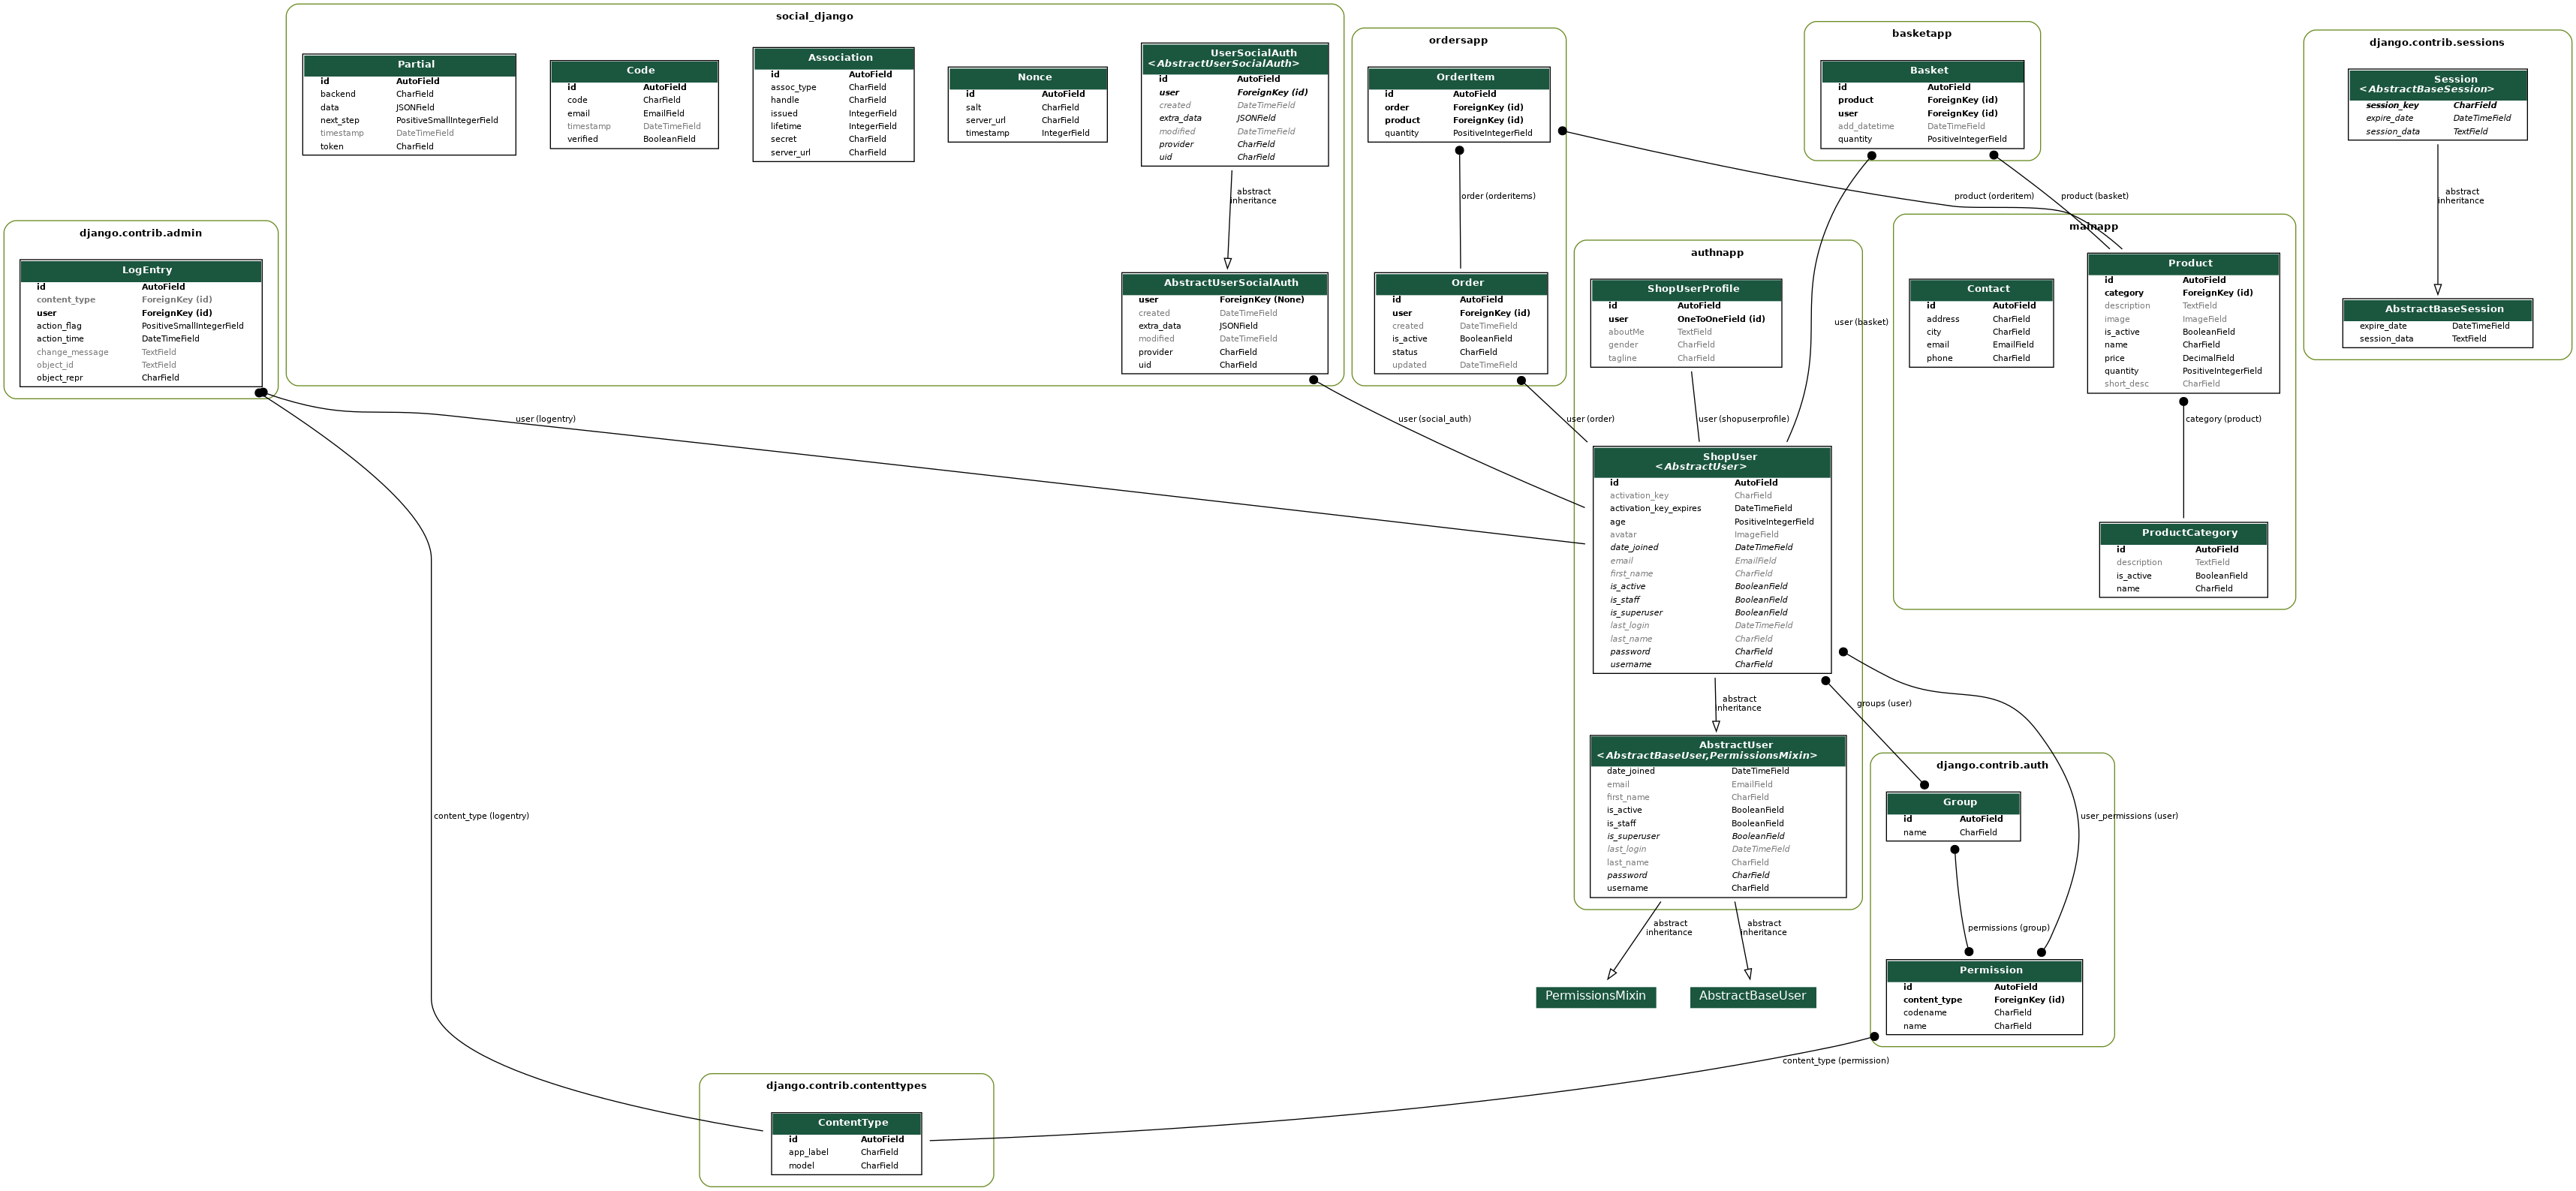 social_django
Partial
id AutoField
backend CharField
data JSONField
next_step PositiveSmallIntegerField
timestamp DateTimeField
token CharField
Code
id AutoField
code CharField
email EmailField
timestamp DateTimeField
verified BooleanField
Association
id AutoField
assoc_type CharField
handle CharField
issued IntegerField
lifetime IntegerField
secret CharField
server_url CharField
Nonce
id AutoField
salt CharField
server_url CharField
timestamp IntegerField
UserSocialAuth
<AbstractUserSocialAuth>
id AutoField
user ForeignKey (id)
created DateTimeField
extra_data JSONField
modified DateTimeField
provider CharField
uid CharField
abstract
inheritance
AbstractUserSocialAuth
user ForeignKey (None)
created DateTimeField
extra_data JSONField
modified DateTimeField
provider CharField
uid CharField
ordersapp
OrderItem
id AutoField
order ForeignKey (id)
product ForeignKey (id)
quantity PositiveIntegerField
order (orderitems)
Order
id AutoField
user ForeignKey (id)
created DateTimeField
is_active BooleanField
status CharField
updated DateTimeField
basketapp
Basket
id AutoField
product ForeignKey (id)
user ForeignKey (id)
add_datetime DateTimeField
quantity PositiveIntegerField
product (orderitem)
product (basket)
user (basket)
django.contrib.sessions
Session
<AbstractBaseSession>
session_key CharField
expire_date DateTimeField
session_data TextField
abstract
inheritance
AbstractBaseSession
expire_date DateTimeField
session_data TextField
mainapp
Contact
id AutoField
address CharField
city CharField
email EmailField
phone CharField
Product
id AutoField
category ForeignKey (id)
description TextField
image ImageField
is_active BooleanField
name CharField
price DecimalField
quantity PositiveIntegerField
short_desc CharField
category (product)
ProductCategory
id AutoField
description TextField
is_active BooleanField
name CharField
django.contrib.admin
LogEntry
id AutoField
content_type ForeignKey (id)
user ForeignKey (id)
action_flag PositiveSmallIntegerField
action_time DateTimeField
change_message TextField
object_id TextField
object_repr CharField
user (logentry)
user (social_auth)
user (order)
user (shopuserprofile)
authnapp
ShopUserProfile
id AutoField
user OneToOneField (id)
aboutMe TextField
gender CharField
tagline CharField
ShopUser
<AbstractUser>
id AutoField
activation_key CharField
activation_key_expires DateTimeField
age PositiveIntegerField
avatar ImageField
date_joined DateTimeField
email EmailField
first_name CharField
is_active BooleanField
is_staff BooleanField
is_superuser BooleanField
last_login DateTimeField
last_name CharField
password CharField
username CharField
abstract
inheritance
groups (user)
AbstractUser
<AbstractBaseUser,PermissionsMixin>
date_joined DateTimeField
email EmailField
first_name CharField
is_active BooleanField
is_staff BooleanField
is_superuser BooleanField
last_login DateTimeField
last_name CharField
password CharField
username CharField
abstract
inheritance
abstract
inheritance
PermissionsMixin
AbstractBaseUser
django.contrib.auth
Group
id AutoField
name CharField
user_permissions (user)
permissions (group)
Permission
id AutoField
content_type ForeignKey (id)
codename CharField
name CharField
content_type (logentry)
content_type (permission)
django.contrib.contenttypes
ContentType
id AutoField
app_label CharField
model CharField